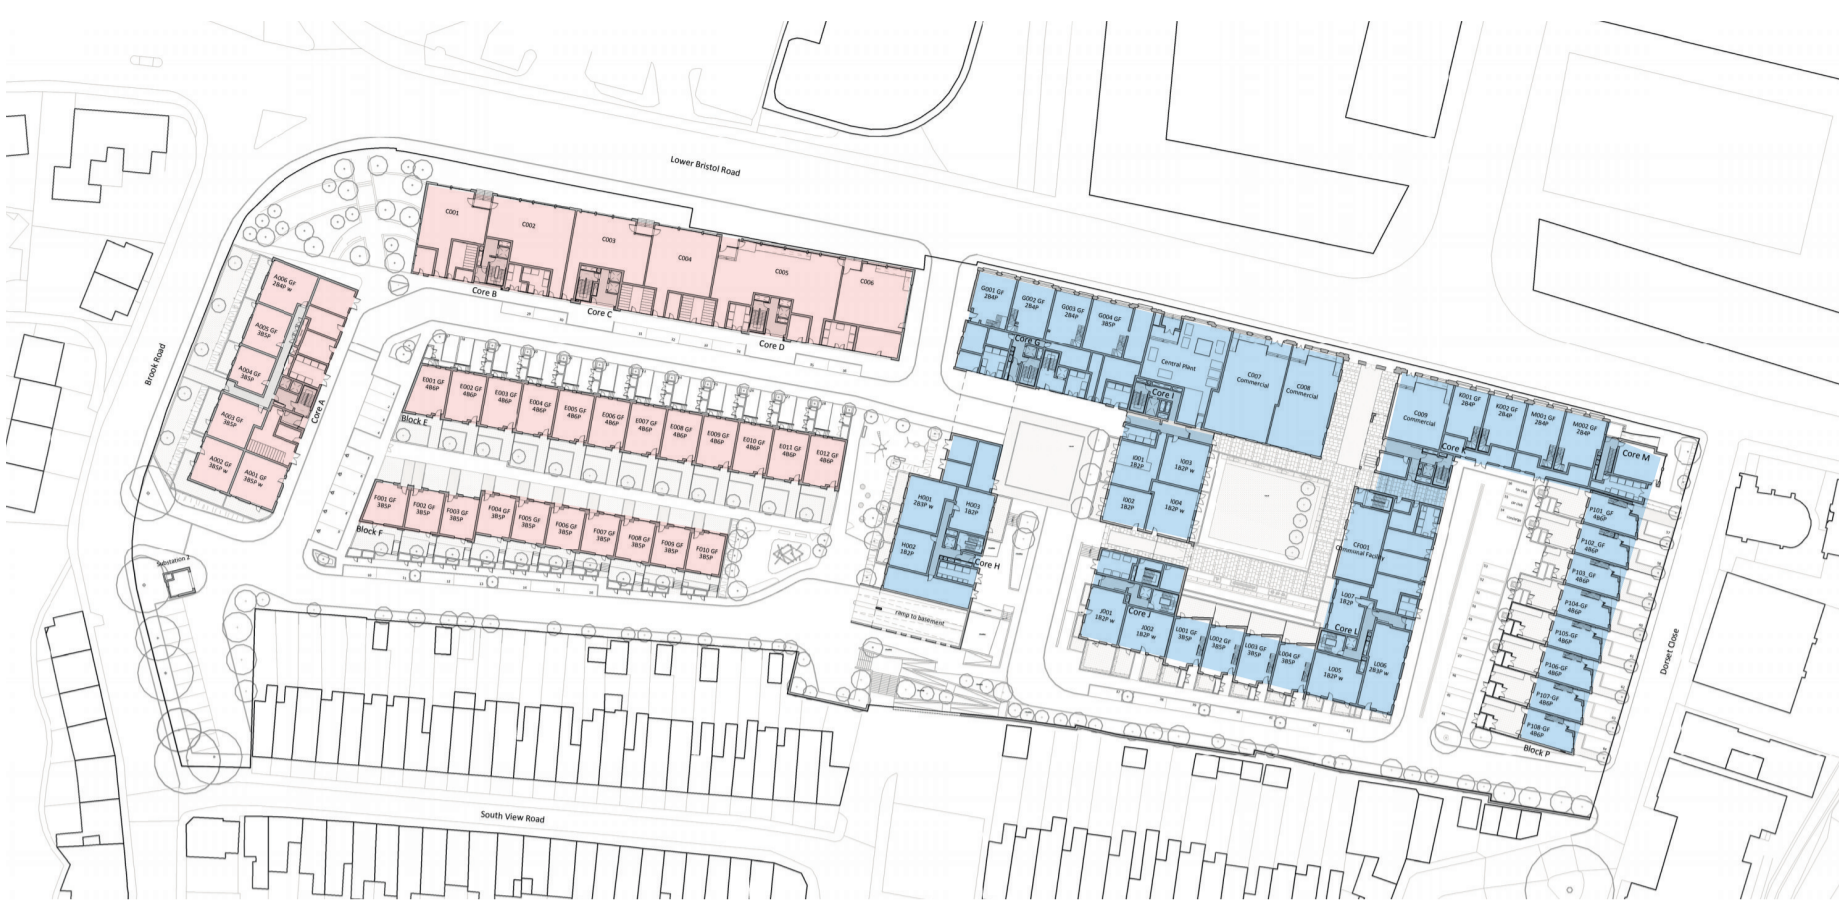 Lower Bristol Road
Brook Road
South View Road
Dorset Close
Substation 2
C001
C002
C003
C004
C005
C006
Core B
Core C
Core D
A006 GF
2B4P w
A005 GF
3B5P
A004 GF
3B5P
A003 GF
3B5P
A002 GF
3B5P w
A001 GF
3B5P w
Core A
E001 GF
4B6P
E002 GF
4B6P
E003 GF
4B6P
E004 GF
4B6P
E005 GF
4B6P
E006 GF
4B6P
E007 GF
4B6P
E008 GF
4B6P
E009 GF
4B6P
E010 GF
4B6P
E011 GF
4B6P
E012 GF
4B6P
Block E
F001 GF
3B5P
F002 GF
3B5P
F003 GF
3B5P
F004 GF
3B5P
F005 GF
3B5P
F006 GF
3B5P
F007 GF
3B5P
F008 GF
3B5P
F009 GF
3B5P
F010 GF
3B5P
Block F
G001 GF
2B4P
G002 GF
2B4P
G003 GF
2B4P
G004 GF
3B5P
Core G
Central Plant
C007
Commercial
C008
Commercial
Core I
I001
1B2P
I003
1B2P w
I002
1B2P
I004
1B2P w
H001
2B3P w
H003
1B2P
H002
1B2P
Core H
ramp to basement
C009
Commercial
K001 GF
2B4P
K002 GF
2B4P
M001 GF
2B4P
M002 GF
2B4P
Core K
Core M
CF001
Communal Facility
L007
1B2P
Core L
L006
2B3P w
L005
1B2P w
Core J
J001
1B2P w
J002
1B2P w
L001 GF
3B5P
L002 GF
3B5P
L003 GF
3B5P
L004 GF
3B5P
P101_GF
4B6P
P102_GF
4B6P
P103_GF
4B6P
P104-GF
4B6P
P105-GF
4B6P
P106-GF
4B6P
P107-GF
4B6P
P108-GF
4B6P
Block P